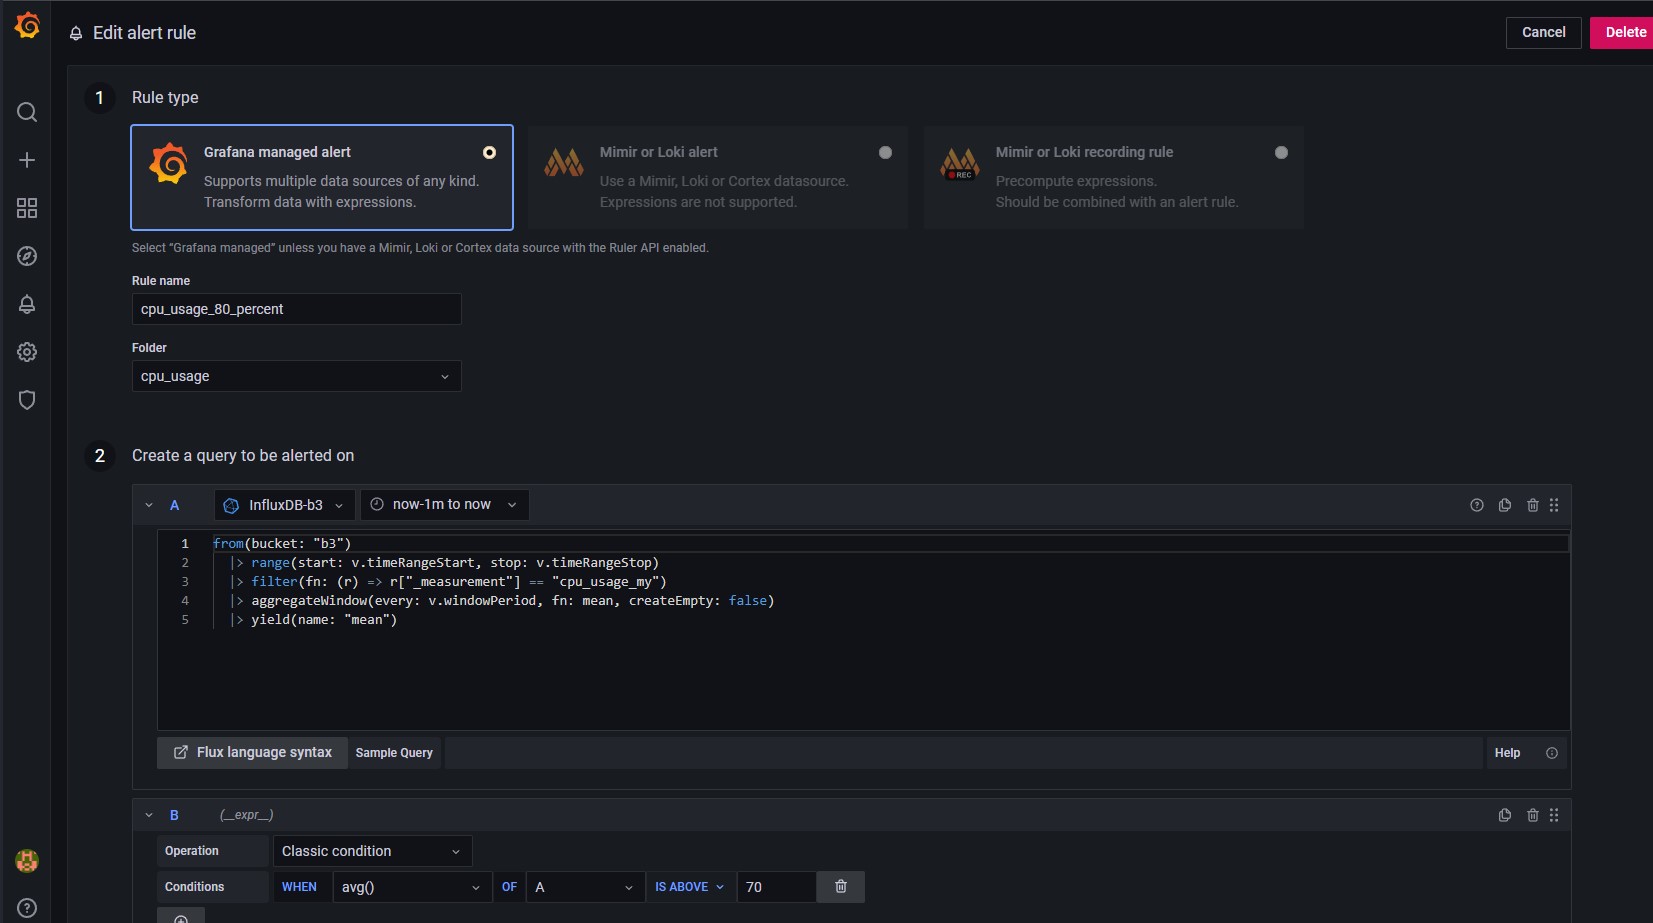 Edit alert rule
Cancel
Delete
1
Rule type
Grafana managed alert
Supports multiple data sources of any kind.
Transform data with expressions.
Mimir or Loki alert
Use a Mimir, Loki or Cortex datasource.
Expressions are not supported.
REC
Mimir or Loki recording rule
Precompute expressions.
Should be combined with an alert rule.
Select “Grafana managed” unless you have a Mimir, Loki or Cortex data source with the Ruler API enabled.
Rule name
cpu_usage_80_percent
Folder
cpu_usage
2
Create a query to be alerted on
A
InfluxDB-b3
now-1m to now
1 from(bucket: "b3")
2 |> range(start: v.timeRangeStart, stop: v.timeRangeStop)
3 |> filter(fn: (r) => r["_measurement"] == "cpu_usage_my")
4 |> aggregateWindow(every: v.windowPeriod, fn: mean, createEmpty: false)
5 |> yield(name: "mean")
Flux language syntax
Sample Query
Help
B
(__expr__)
Operation
Classic condition
Conditions
WHEN
avg()
OF
A
IS ABOVE
70